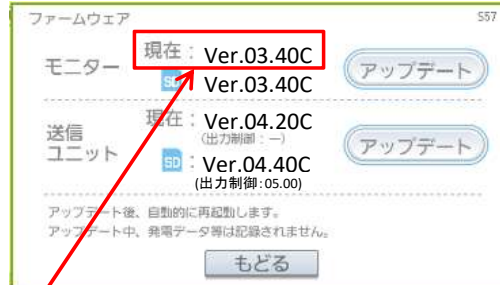 ファームウェア S57
モニター
現在： Ver.03.40C
SD： Ver.03.40C
アップデート
送信
ユニット
現在： Ver.04.20C
（出力制御：－）
SD： Ver.04.40C
(出力制御:05.00)
アップデート
アップデート後、自動的に再起動します。
アップデート中、発電データ等は記録されません。
もどる